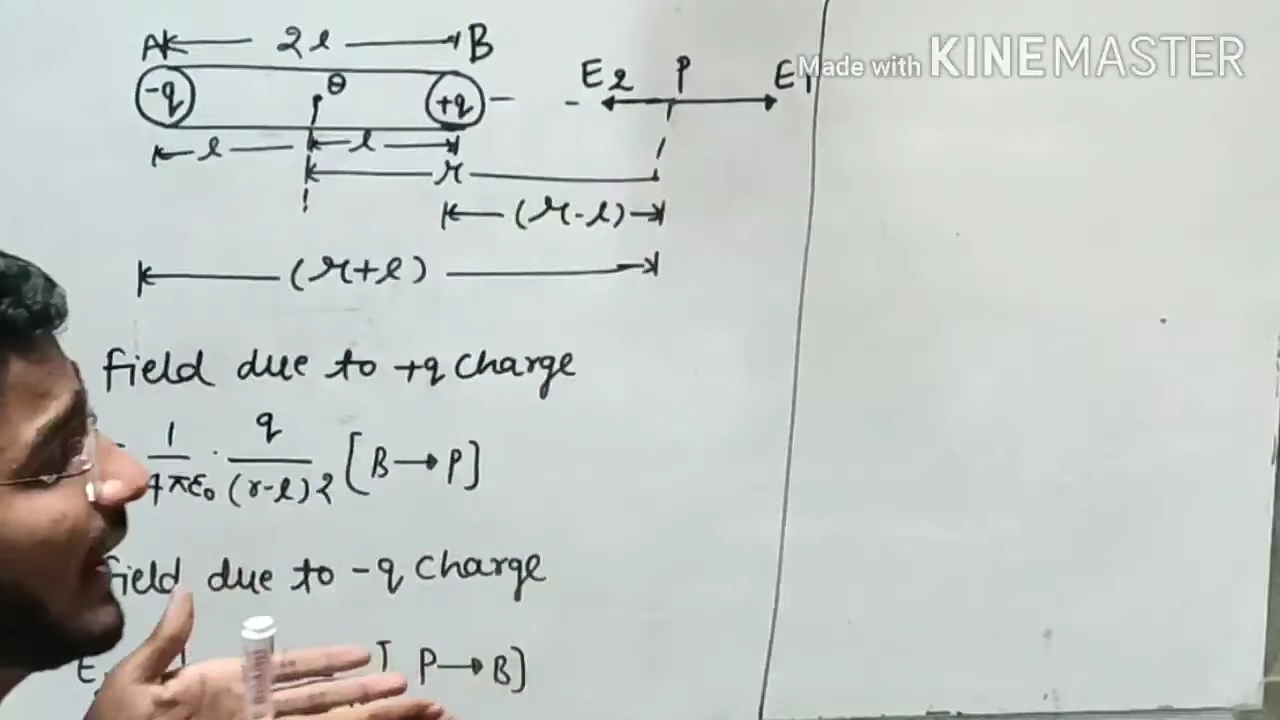 A 2l B
Made with KINEMASTER
-q θ +q E2 P E1
l l
r
(r-l)
(r+l)
field due to +q charge
1/4πε₀ · q/(r-l)2 [B→P]
field due to -q charge
E P→B]